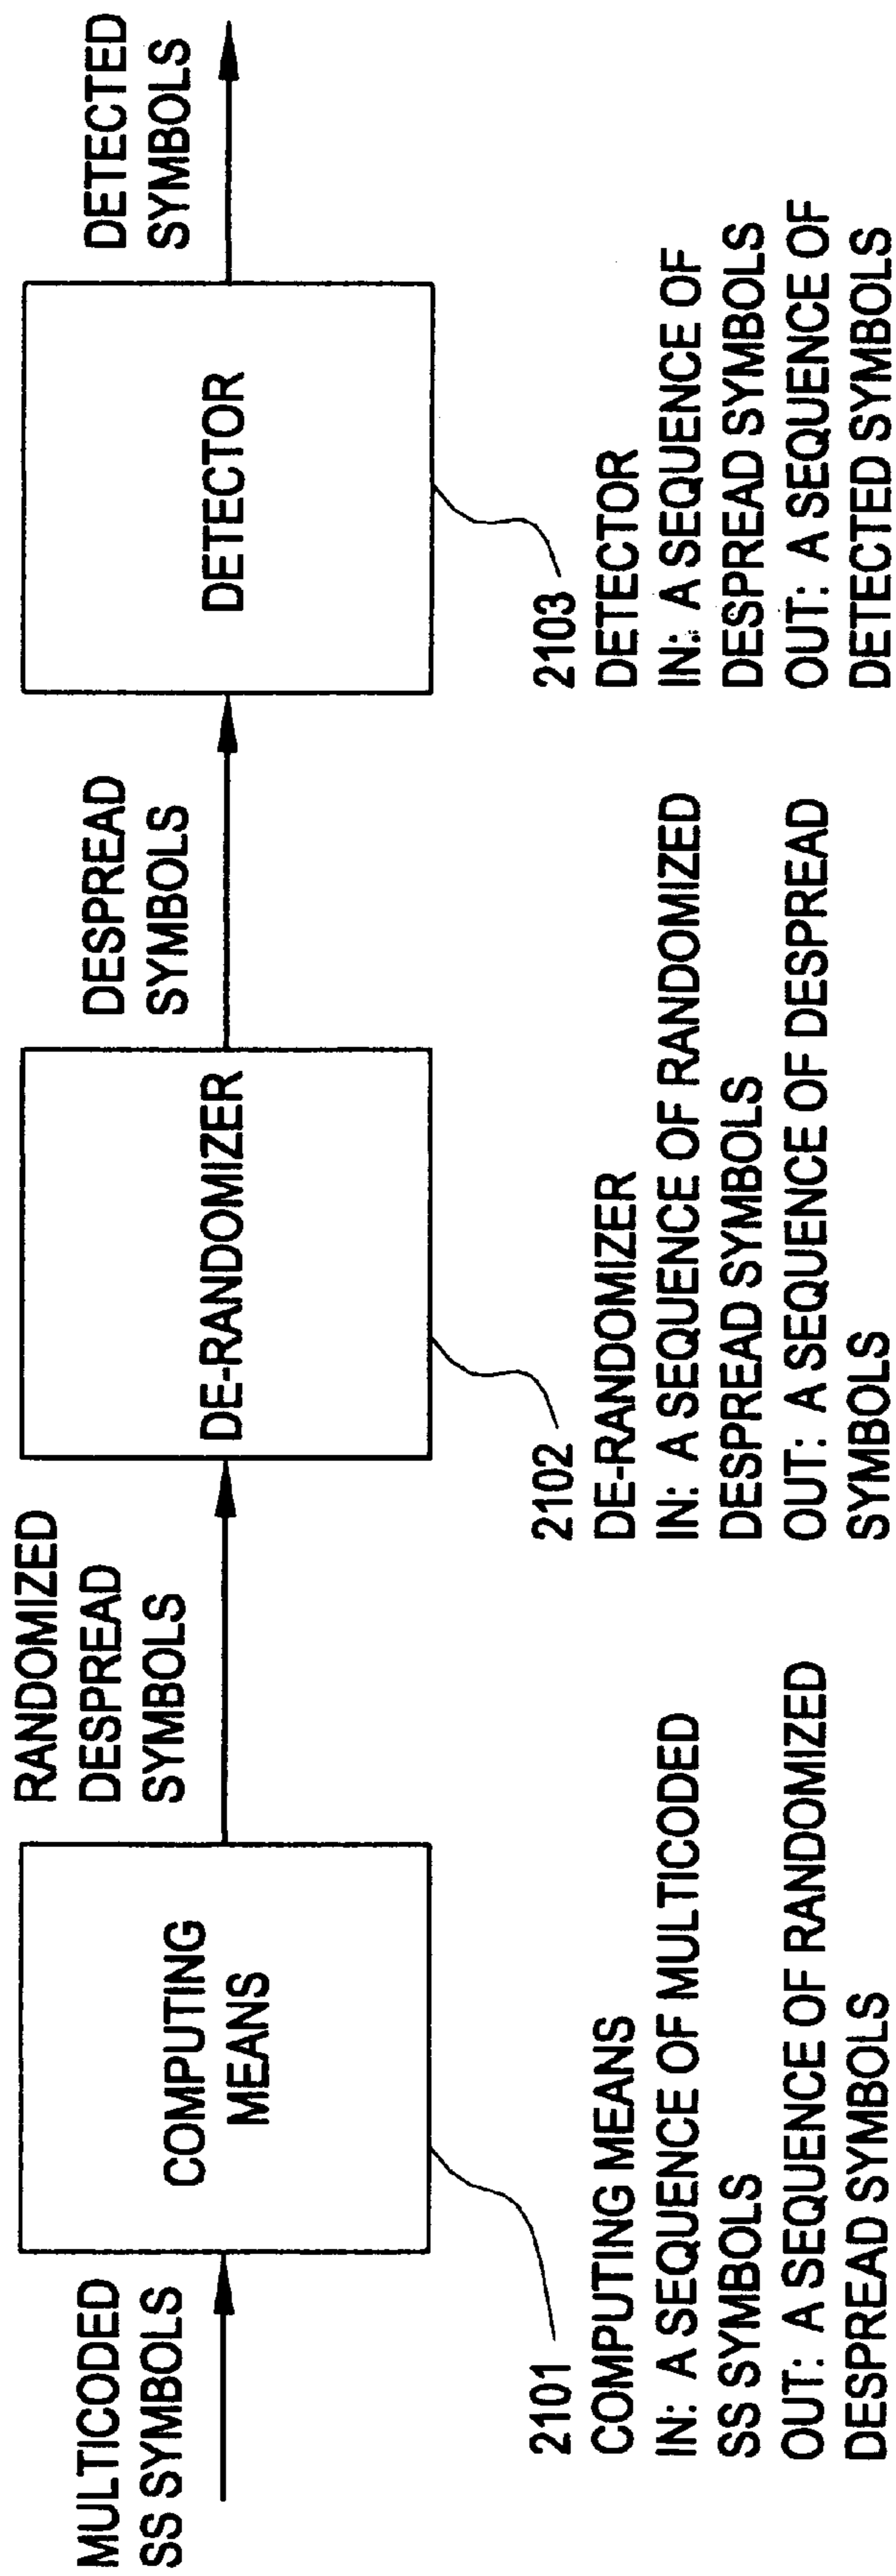 MULTICODED
SS SYMBOLS
COMPUTING
MEANS
RANDOMIZED
DESPREAD
SYMBOLS
DE-RANDOMIZER
DESPREAD
SYMBOLS
DETECTOR
DETECTED
SYMBOLS
2101
COMPUTING MEANS
IN: A SEQUENCE OF MULTICODED
SS SYMBOLS
OUT: A SEQUENCE OF RANDOMIZED
DESPREAD SYMBOLS
2102
DE-RANDOMIZER
IN: A SEQUENCE OF RANDOMIZED
DESPREAD SYMBOLS
OUT: A SEQUENCE OF DESPREAD
SYMBOLS
2103
DETECTOR
IN: A SEQUENCE OF
DESPREAD SYMBOLS
OUT: A SEQUENCE OF
DETECTED SYMBOLS